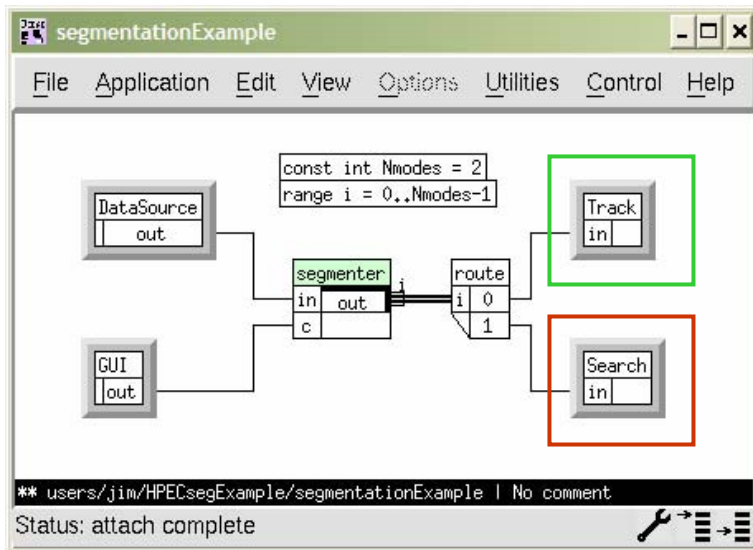 segmentationExample
File Application Edit View Options Utilities Control Help
const int Nmodes = 2
range i = 0..Nmodes-1
DataSource
out
GUI
out
segmenter
in out
c
i
route
i 0
1
Track
in
Search
in
** users/jim/HPECsegExample/segmentationExample | No comment
Status: attach complete